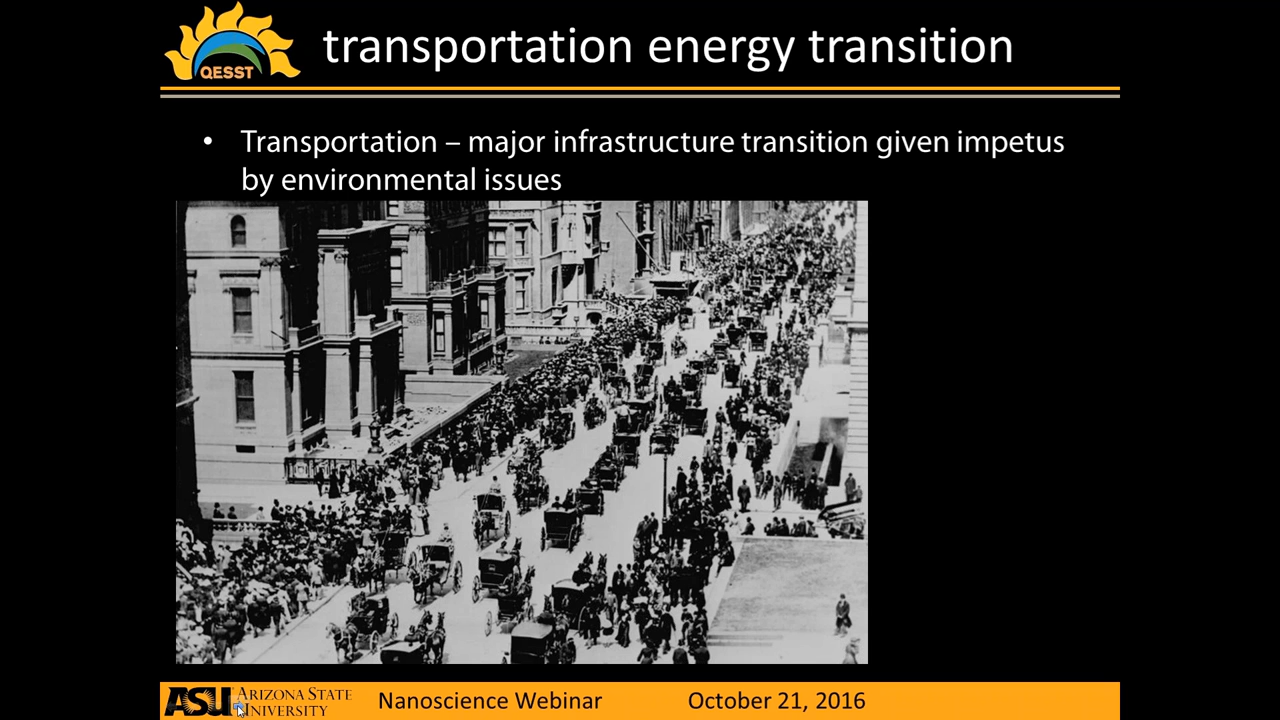 QESST
transportation energy transition
• Transportation – major infrastructure transition given impetus
by environmental issues
ASU ARIZONA STATE
UNIVERSITY
Nanoscience Webinar
October 21, 2016